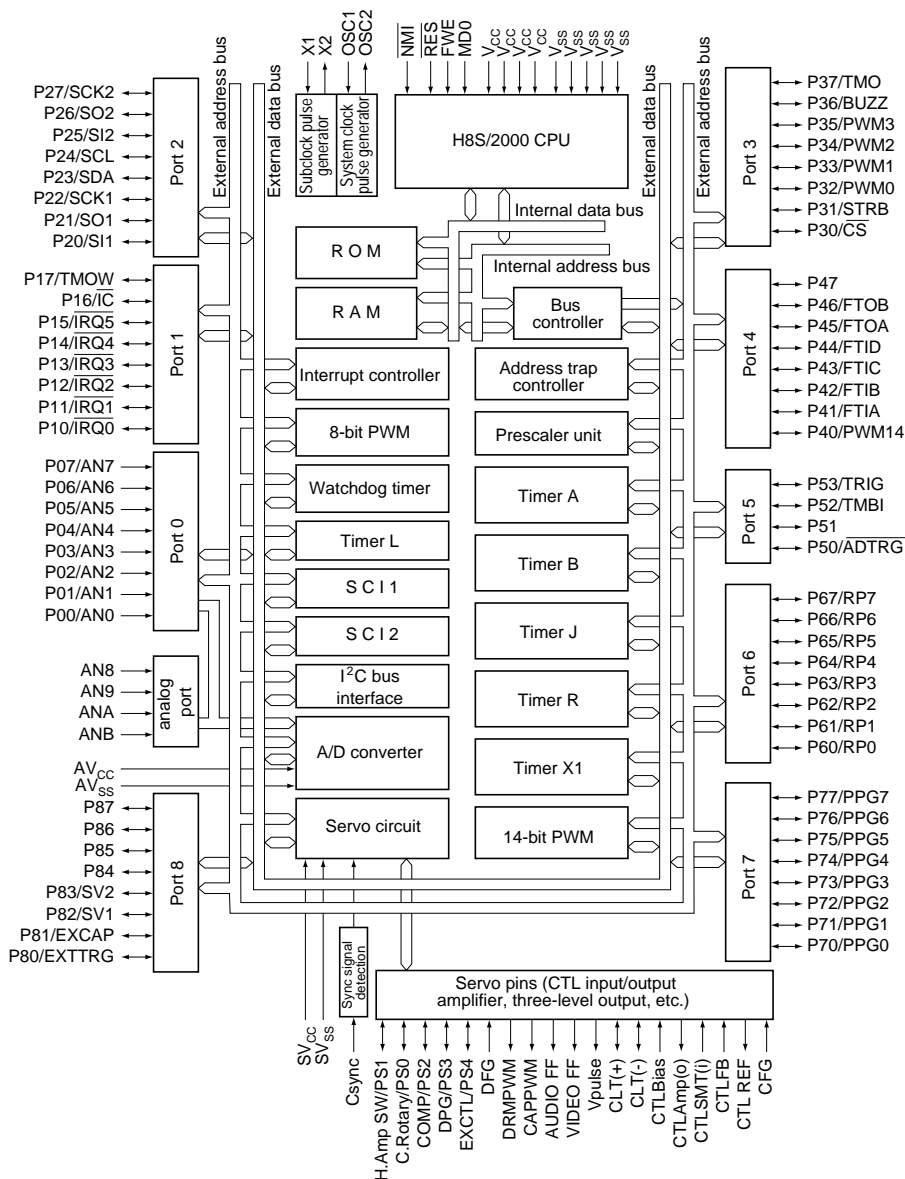 X1
X2
OSC1
OSC2
NMI
RES
FWE
MD0
VCC
VCC
VCC
VCC
VSS
VSS
VSS
VSS
VSS
External address bus
External data bus
Subclock pulse generator
System clock pulse generator
H8S/2000 CPU
External data bus
External address bus
P27/SCK2
P26/SO2
P25/SI2
P24/SCL
P23/SDA
P22/SCK1
P21/SO1
P20/SI1
Port 2
P17/TMOW
P16/IC
P15/IRQ5
P14/IRQ4
P13/IRQ3
P12/IRQ2
P11/IRQ1
P10/IRQ0
Port 1
P07/AN7
P06/AN6
P05/AN5
P04/AN4
P03/AN3
P02/AN2
P01/AN1
P00/AN0
Port 0
AN8
AN9
ANA
ANB
analog port
AVCC
AVSS
P87
P86
P85
P84
P83/SV2
P82/SV1
P81/EXCAP
P80/EXTTRG
Port 8
Internal data bus
Internal address bus
R O M
R A M
Bus
controller
Interrupt controller
Address trap
controller
8-bit PWM
Prescaler unit
Watchdog timer
Timer A
Timer L
Timer B
S C I 1
S C I 2
Timer J
I2C bus
interface
Timer R
A/D converter
Timer X1
Servo circuit
14-bit PWM
Port 3
P37/TMO
P36/BUZZ
P35/PWM3
P34/PWM2
P33/PWM1
P32/PWM0
P31/STRB
P30/CS
Port 4
P47
P46/FTOB
P45/FTOA
P44/FTID
P43/FTIC
P42/FTIB
P41/FTIA
P40/PWM14
Port 5
P53/TRIG
P52/TMBI
P51
P50/ADTRG
Port 6
P67/RP7
P66/RP6
P65/RP5
P64/RP4
P63/RP3
P62/RP2
P61/RP1
P60/RP0
Port 7
P77/PPG7
P76/PPG6
P75/PPG5
P74/PPG4
P73/PPG3
P72/PPG2
P71/PPG1
P70/PPG0
Sync signal
detection
Servo pins (CTL input/output
amplifier, three-level output, etc.)
SVCC
SVSS
Csync
H.Amp SW/PS1
C.Rotary/PS0
COMP/PS2
DPG/PS3
EXCTL/PS4
DFG
DRMPWM
CAPPWM
AUDIO FF
VIDEO FF
Vpulse
CLT(+)
CLT(-)
CTLBias
CTLAmp(o)
CTLSMT(i)
CTLFB
CTL REF
CFG